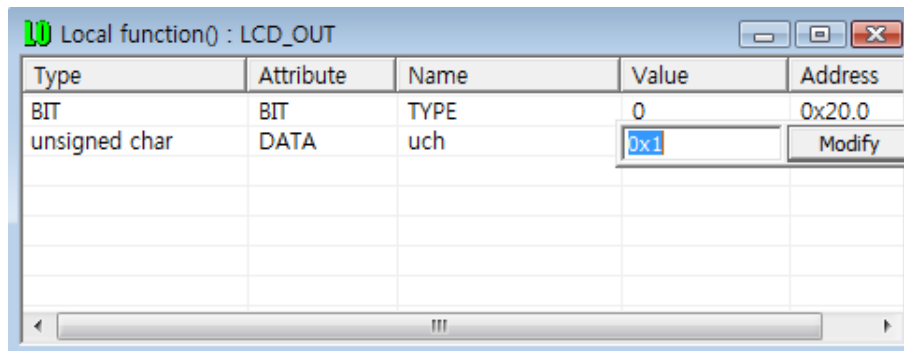 LO Local function() : LCD_OUT
Type Attribute Name Value Address
BIT BIT TYPE 0 0x20.0
unsigned char DATA uch 0x1 Modify